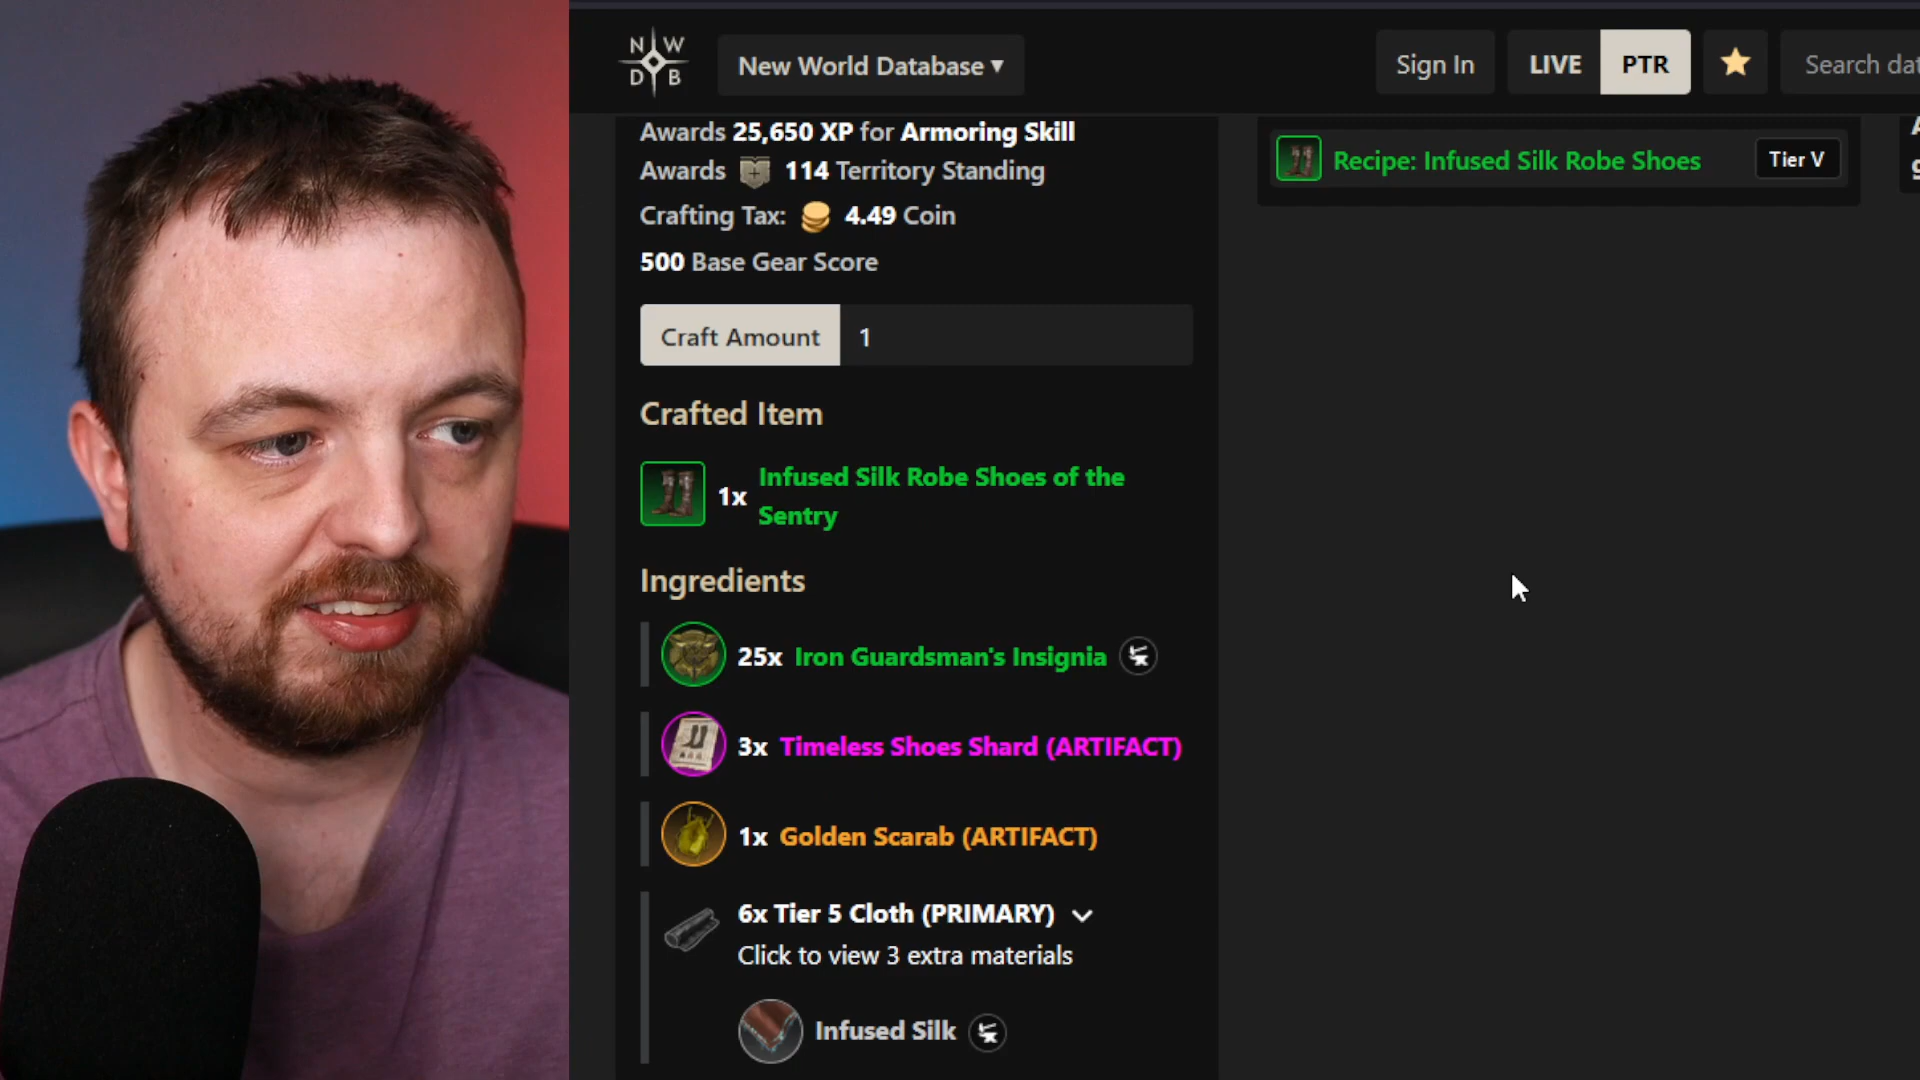 N W
D B
New World Database ▾
Sign In
LIVE
PTR
Search dat
Awards 25,650 XP for Armoring Skill
Awards 114 Territory Standing
Crafting Tax: 4.49 Coin
500 Base Gear Score
Craft Amount 1
Crafted Item
1x Infused Silk Robe Shoes of the
Sentry
Ingredients
25x Iron Guardsman's Insignia
3x Timeless Shoes Shard (ARTIFACT)
1x Golden Scarab (ARTIFACT)
6x Tier 5 Cloth (PRIMARY)
Click to view 3 extra materials
Infused Silk
Recipe: Infused Silk Robe Shoes
Tier V